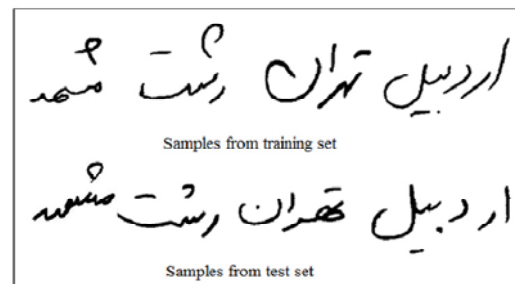 اردبیل تهران رشت مشهد
Samples from training set
اردبیل تهران رشت مشهد
Samples from test set